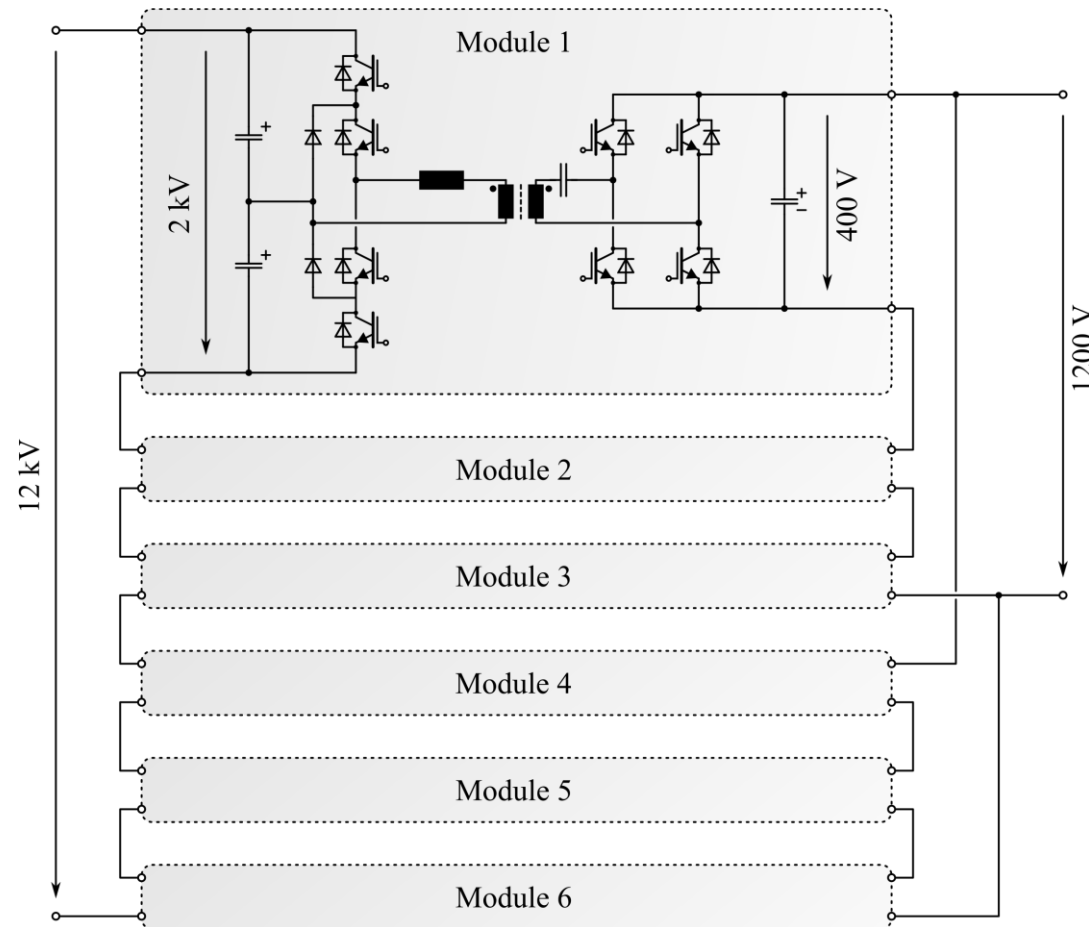 Module 1
+
+
2 kV
+
−
400 V
12 kV
1200 V
Module 2
Module 3
Module 4
Module 5
Module 6